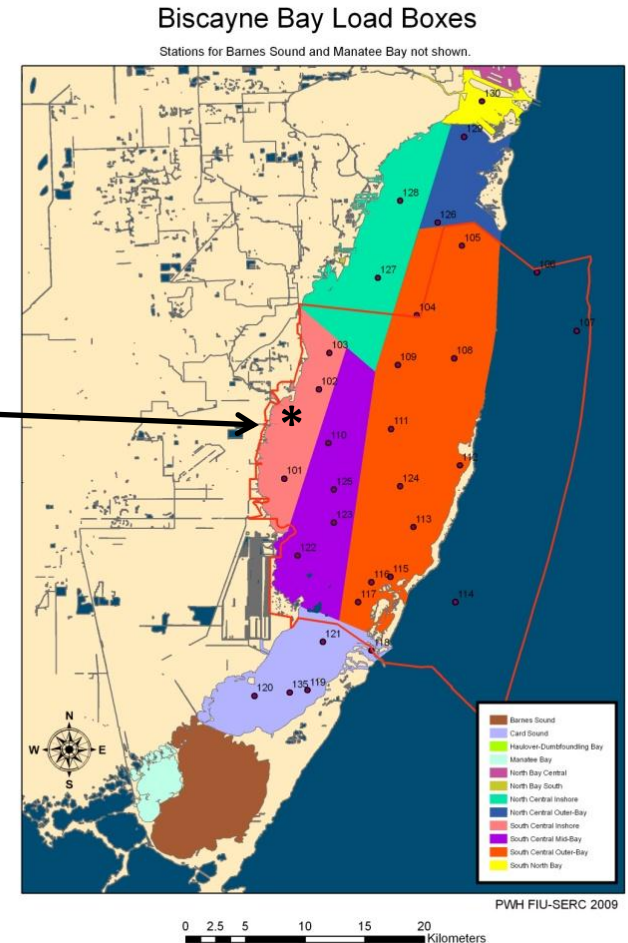 Biscayne Bay Load Boxes
Stations for Barnes Sound and Manatee Bay not shown.
130
129
128
126
105
106
127
104
107
103
108
109
102
*
111
110
112
101
124
125
123
113
122
115
116
117
114
121
118
119
135
120
N
W E
S
Barnes Sound
Card Sound
Haulover-Dumbfoundling Bay
Manatee Bay
North Bay Central
North Bay South
North Central Inshore
North Central Outer-Bay
South Central Inshore
South Central Mid-Bay
South Central Outer-Bay
South North Bay
PWH FIU-SERC 2009
0 2.5 5 10 15 20
Kilometers